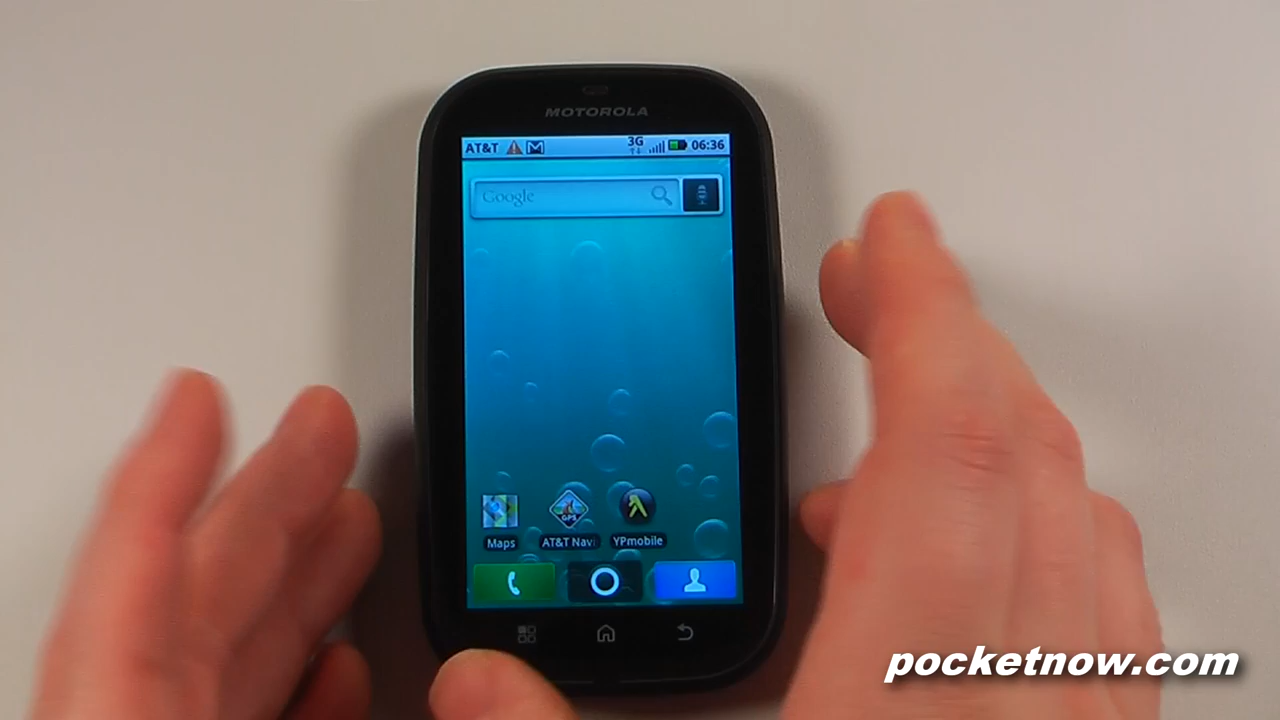 MOTOROLA
AT&T 3G 06:36
Google
Maps AT&T Navi YPmobile
pocketnow.com